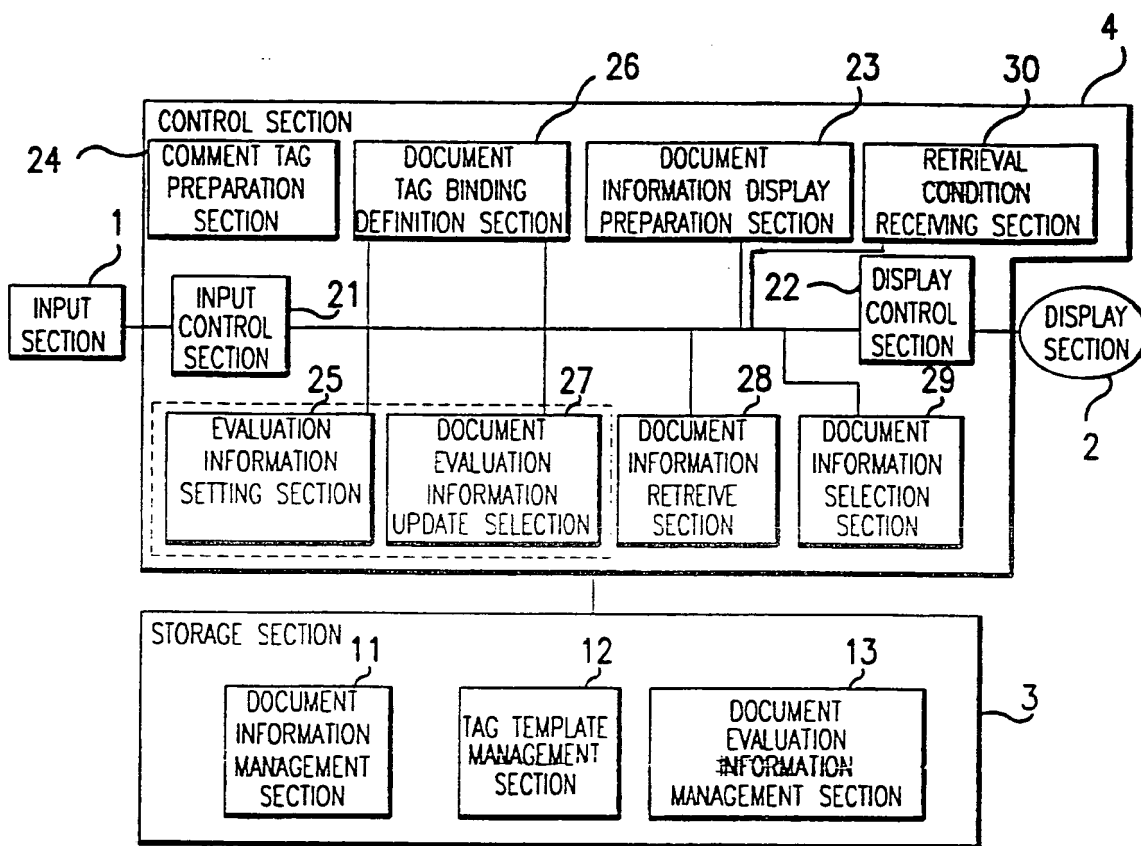 4
26
23
30
CONTROL SECTION
24
COMMENT TAG
PREPARATION
SECTION
DOCUMENT
TAG BINDING
DEFINITION SECTION
DOCUMENT
INFORMATION DISPLAY
PREPARATION SECTION
RETRIEVAL
CONDITION
RECEIVING SECTION
1
INPUT
SECTION
INPUT
CONTROL
SECTION
21
22
DISPLAY
CONTROL
SECTION
DISPLAY
SECTION
2
25
EVALUATION
INFORMATION
SETTING SECTION
27
DOCUMENT
EVALUATION
INFORMATION
UPDATE SELECTION
28
DOCUMENT
INFORMATION
RETREIVE
SECTION
29
DOCUMENT
INFORMATION
SELECTION
SECTION
STORAGE SECTION
11
DOCUMENT
INFORMATION
MANAGEMENT
SECTION
12
TAG TEMPLATE
MANAGEMENT
SECTION
13
DOCUMENT
EVALUATION
INFORMATION
MANAGEMENT SECTION
3